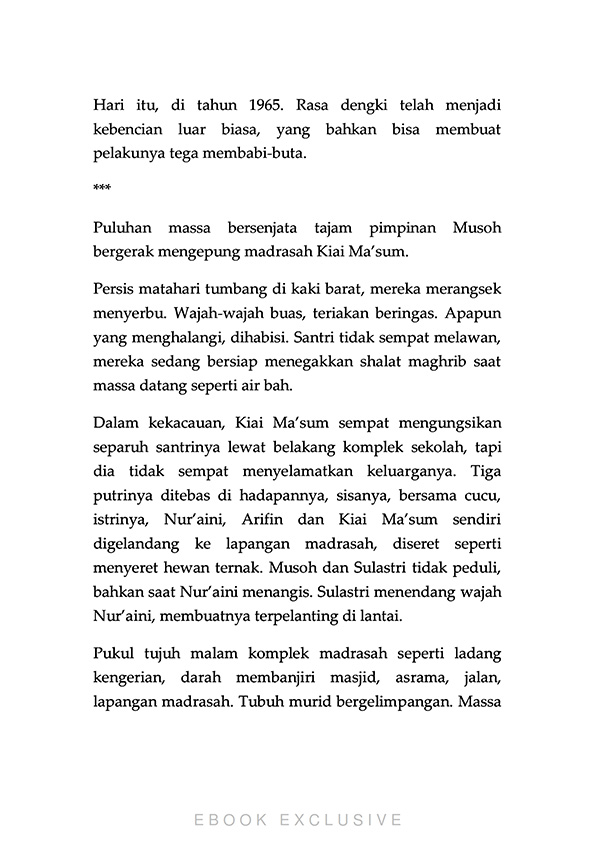 Hari itu, di tahun 1965. Rasa dengki telah menjadi
kebencian luar biasa, yang bahkan bisa membuat
pelakunya tega membabi-buta.
***
Puluhan massa bersenjata tajam pimpinan Musoh
bergerak mengepung madrasah Kiai Ma’sum.
Persis matahari tumbang di kaki barat, mereka merangsek
menyerbu. Wajah-wajah buas, teriakan beringas. Apapun
yang menghalangi, dihabisi. Santri tidak sempat melawan,
mereka sedang bersiap menegakkan shalat maghrib saat
massa datang seperti air bah.
Dalam kekacauan, Kiai Ma’sum sempat mengungsikan
separuh santrinya lewat belakang komplek sekolah, tapi
dia tidak sempat menyelamatkan keluarganya. Tiga
putrinya ditebas di hadapannya, sisanya, bersama cucu,
istrinya, Nur’aini, Arifin dan Kiai Ma’sum sendiri
digelandang ke lapangan madrasah, diseret seperti
menyeret hewan ternak. Musoh dan Sulastri tidak peduli,
bahkan saat Nur’aini menangis. Sulastri menendang wajah
Nur’aini, membuatnya terpelanting di lantai.
Pukul tujuh malam komplek madrasah seperti ladang
kengerian, darah membanjiri masjid, asrama, jalan,
lapangan madrasah. Tubuh murid bergelimpangan. Massa
EBOOK EXCLUSIVE